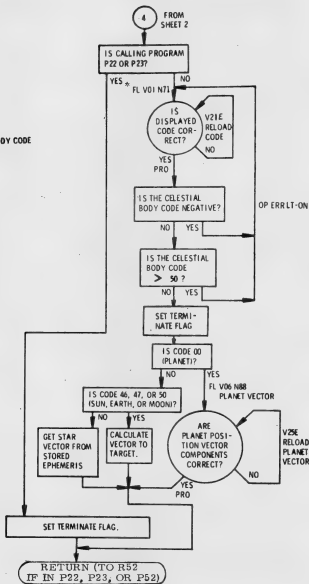 4
FROM
SHEET 2
IS CALLING PROGRAM
P22 OR P23?
YES *
NO
FL V01 N71
IS
DISPLAYED
CODE COR-
RECT?
V21E
RELOAD
CODE
NO
YES
PRO
DY CODE
IS THE CELESTIAL
BODY CODE NEGATIVE?
NO
YES
OP ERR LT-ON
IS THE CELESTIAL
BODY CODE
> 50 ?
NO
YES
SET TERMI-
NATE FLAG
IS CODE 00
(PLANET)?
NO
YES
FL V06 N88
PLANET VECTOR
IS CODE 46, 47, OR 50
(SUN, EARTH, OR MOON)?
NO
YES
GET STAR
VECTOR FROM
STORED
EPHEMERIS
CALCULATE
VECTOR TO
TARGET.
ARE
PLANET POSI-
TION VECTOR
COMPONENTS
CORRECT?
V25E
RELOAD
PLANET
VECTOR
NO
YES
PRO
SET TERMINATE FLAG.
RETURN (TO R52
IF IN P22, P23, OR P52)